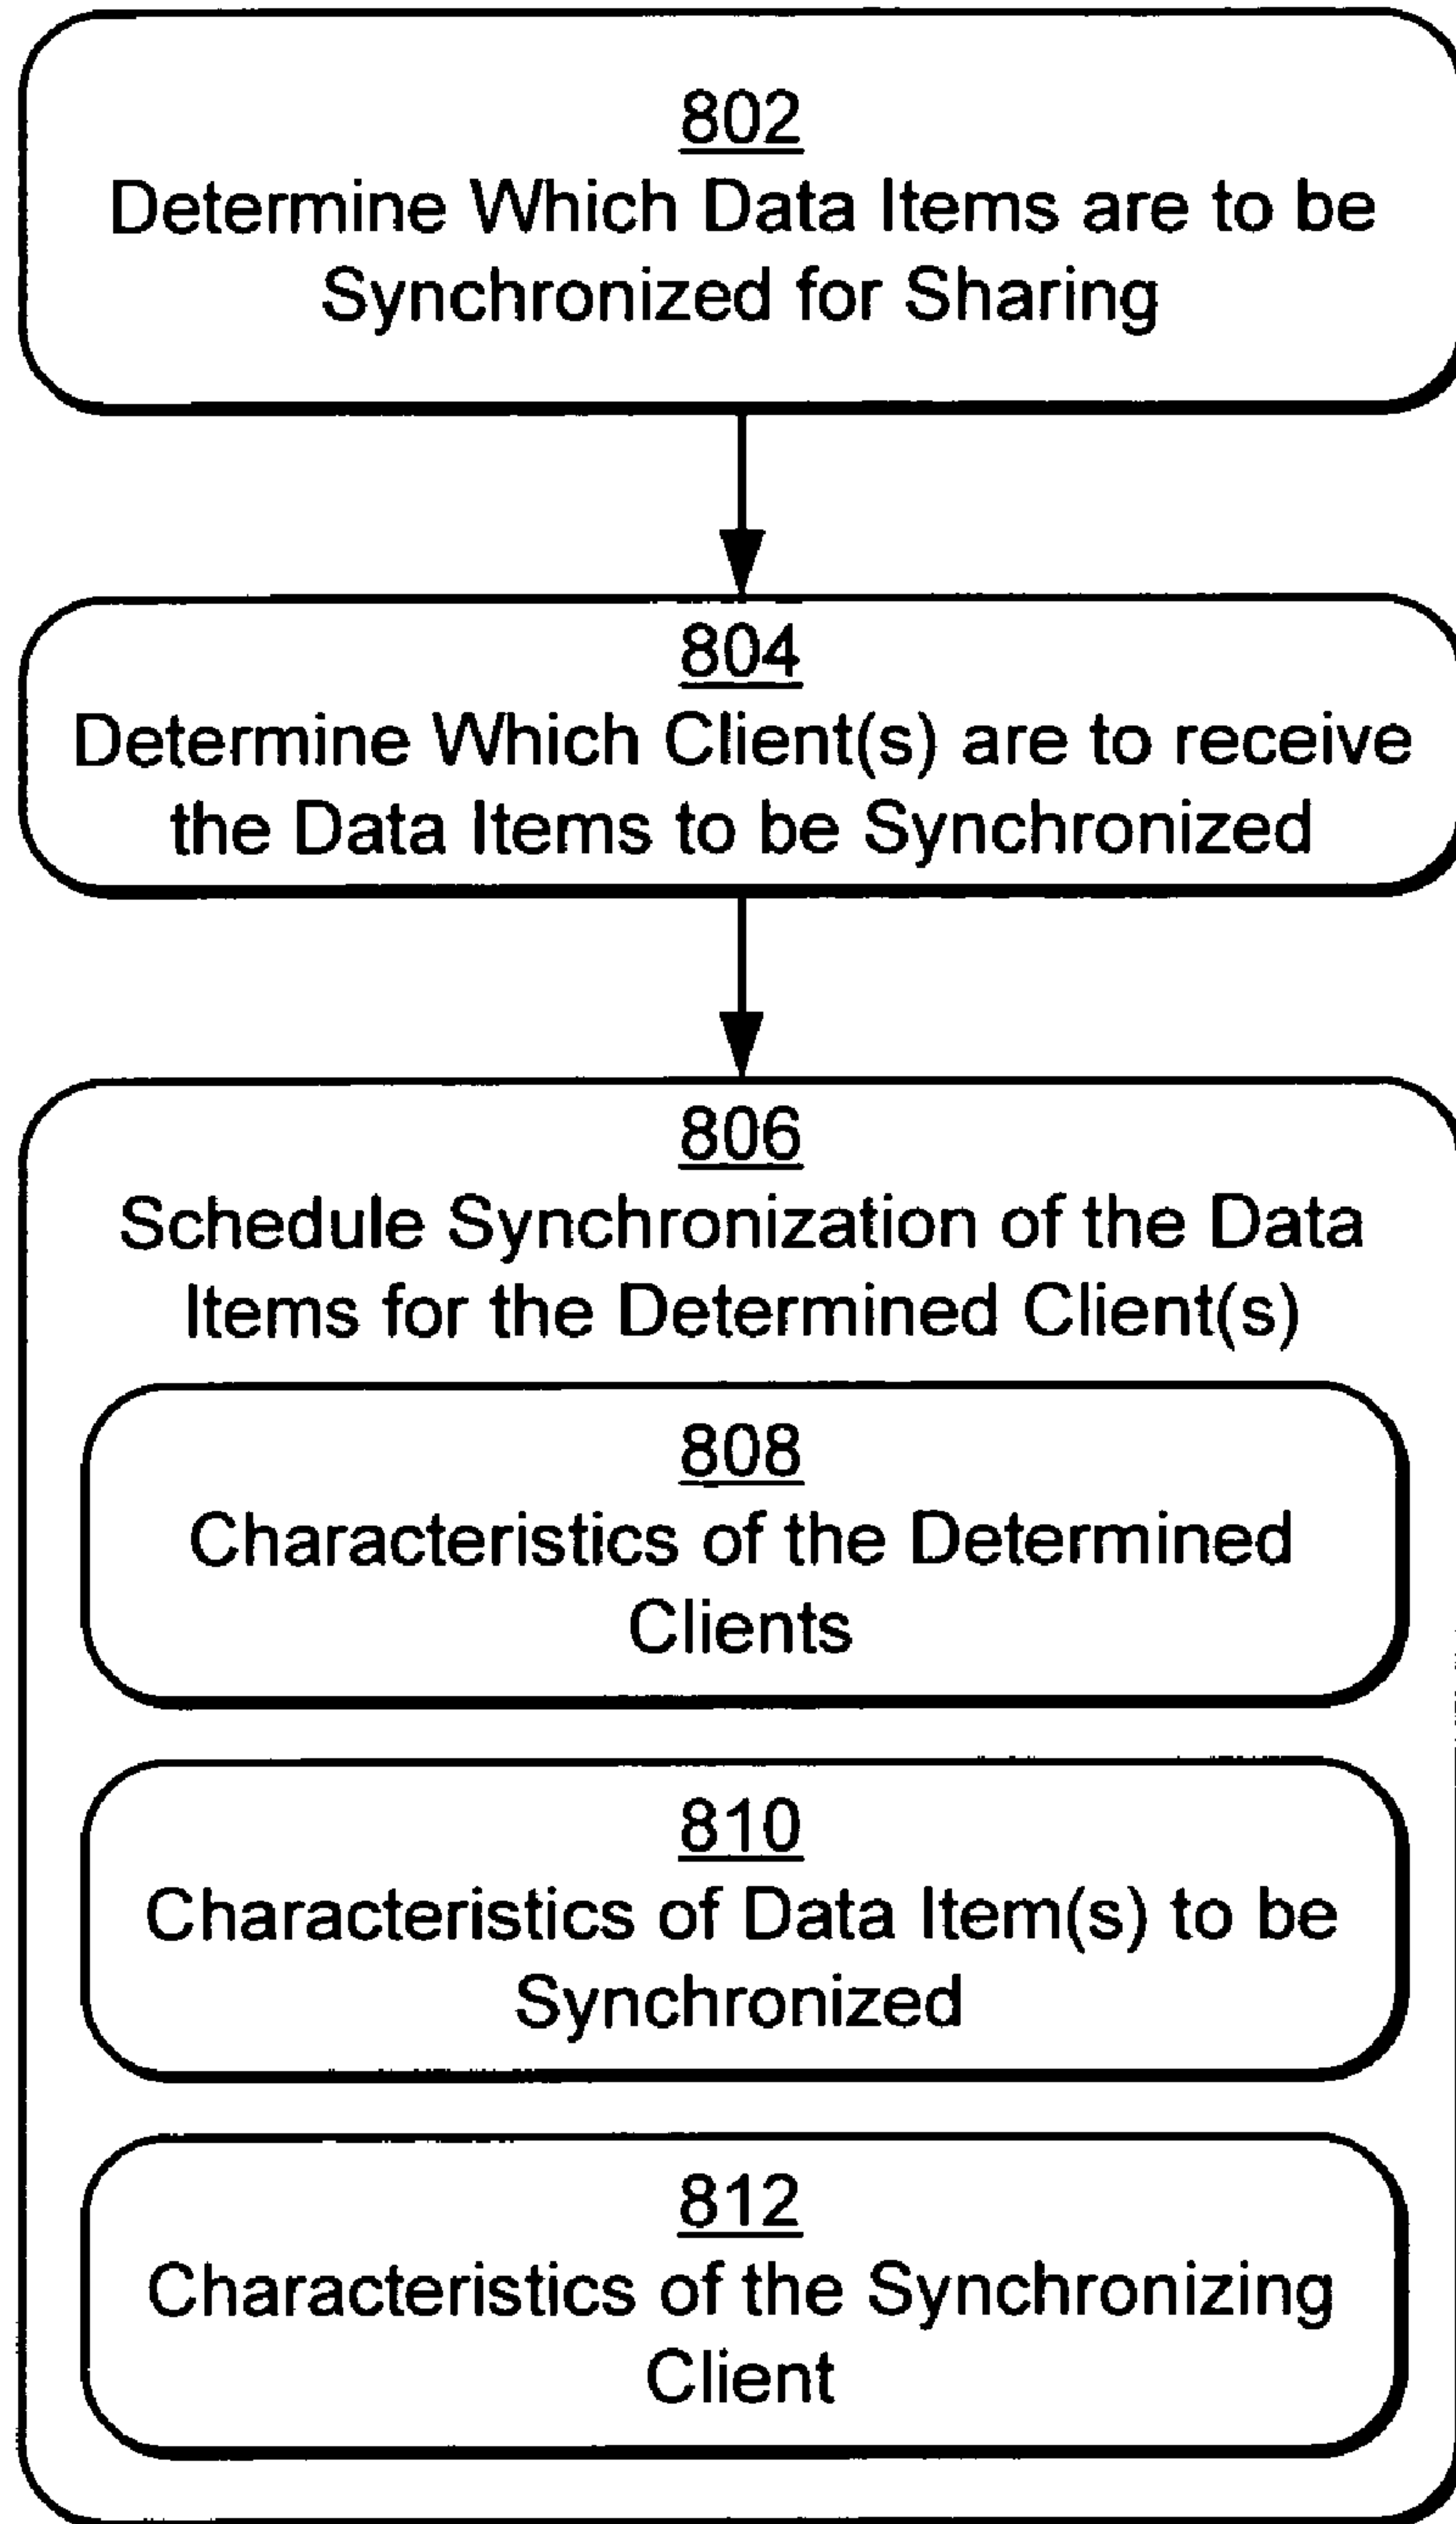 802
Determine Which Data Items are to be
Synchronized for Sharing
804
Determine Which Client(s) are to receive
the Data Items to be Synchronized
806
Schedule Synchronization of the Data
Items for the Determined Client(s)
808
Characteristics of the Determined
Clients
810
Characteristics of Data Item(s) to be
Synchronized
812
Characteristics of the Synchronizing
Client